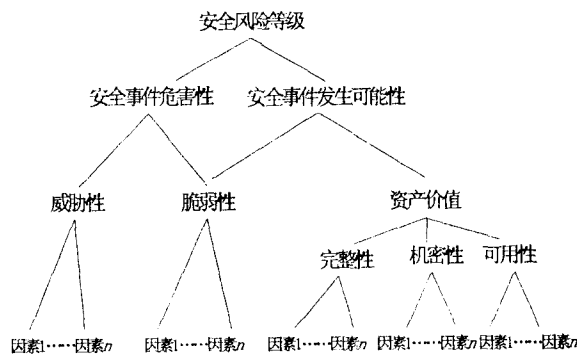 安全风险等级
安全事件危害性 安全事件发生可能性
威胁性 脆弱性 资产价值
完整性 机密性 可用性
因素1……因素n 因素1……因素n 因素1……因素n 因素1……因素n 因素1……因素n